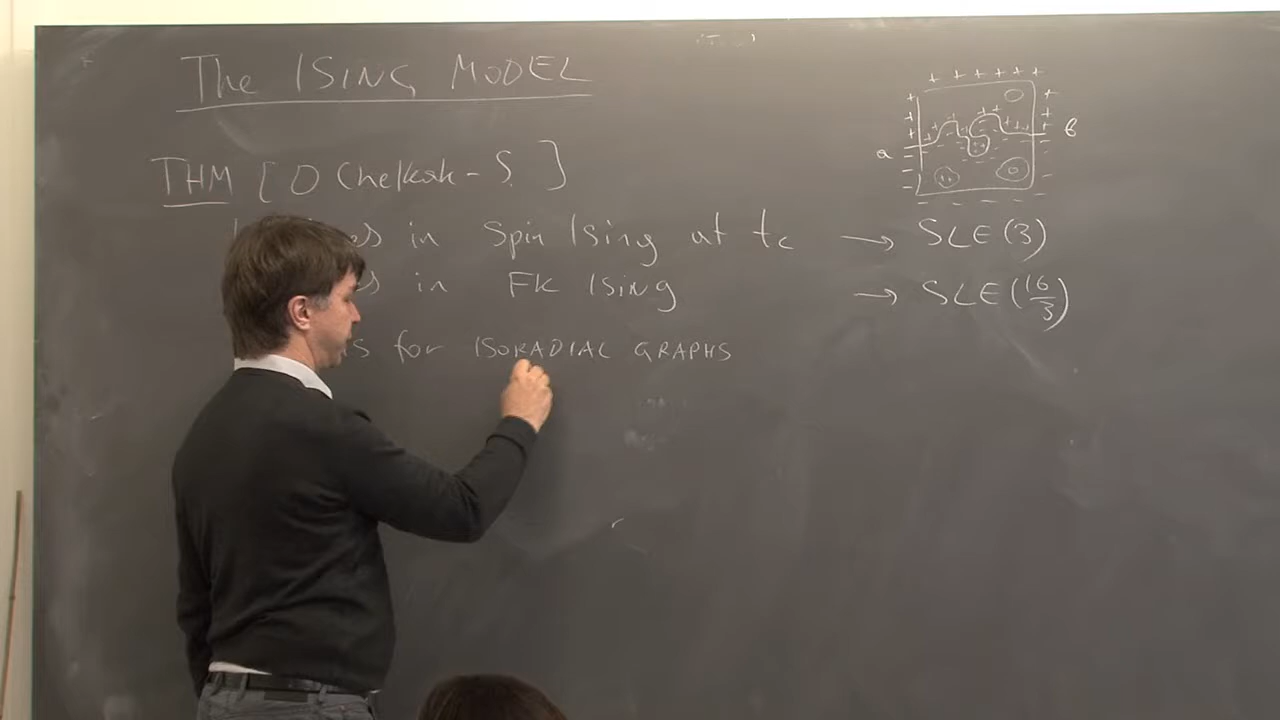 The ISING MODEL
THM [ D Chelkak - S. ]
in Spin Ising at tc → SLE(3)
in FK Ising → SLE(16/3)
for ISORADIAL GRAPHS
+ + + + + +
a
b